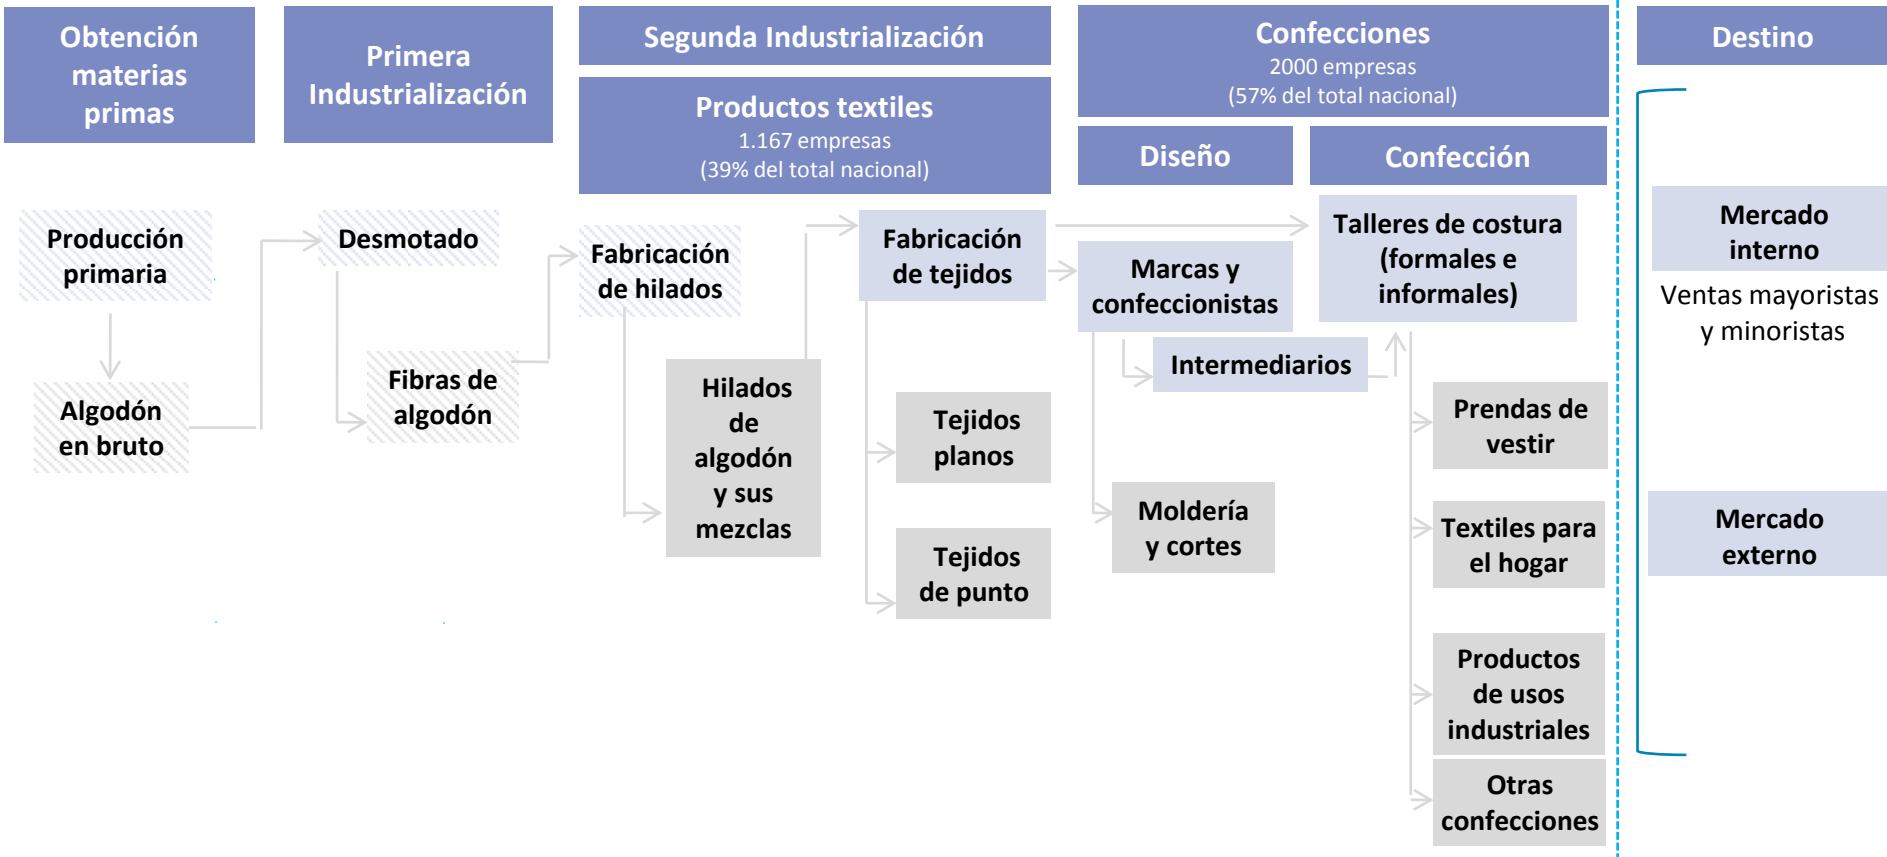 Obtención
materias
primas
Primera
Industrialización
Segunda Industrialización
Productos textiles
1.167 empresas
(39% del total nacional)
Confecciones
2000 empresas
(57% del total nacional)
Diseño
Confección
Destino
Producción
primaria
Algodón
en bruto
Desmotado
Fibras de
algodón
Fabricación
de hilados
Hilados
de
algodón
y sus
mezclas
Fabricación
de tejidos
Tejidos
planos
Tejidos
de punto
Marcas y
confeccionistas
Intermediarios
Moldería
y cortes
Talleres de costura
(formales e
informales)
Prendas de
vestir
Textiles para
el hogar
Productos
de usos
industriales
Otras
confecciones
Mercado
interno
Ventas mayoristas
y minoristas
Mercado
externo